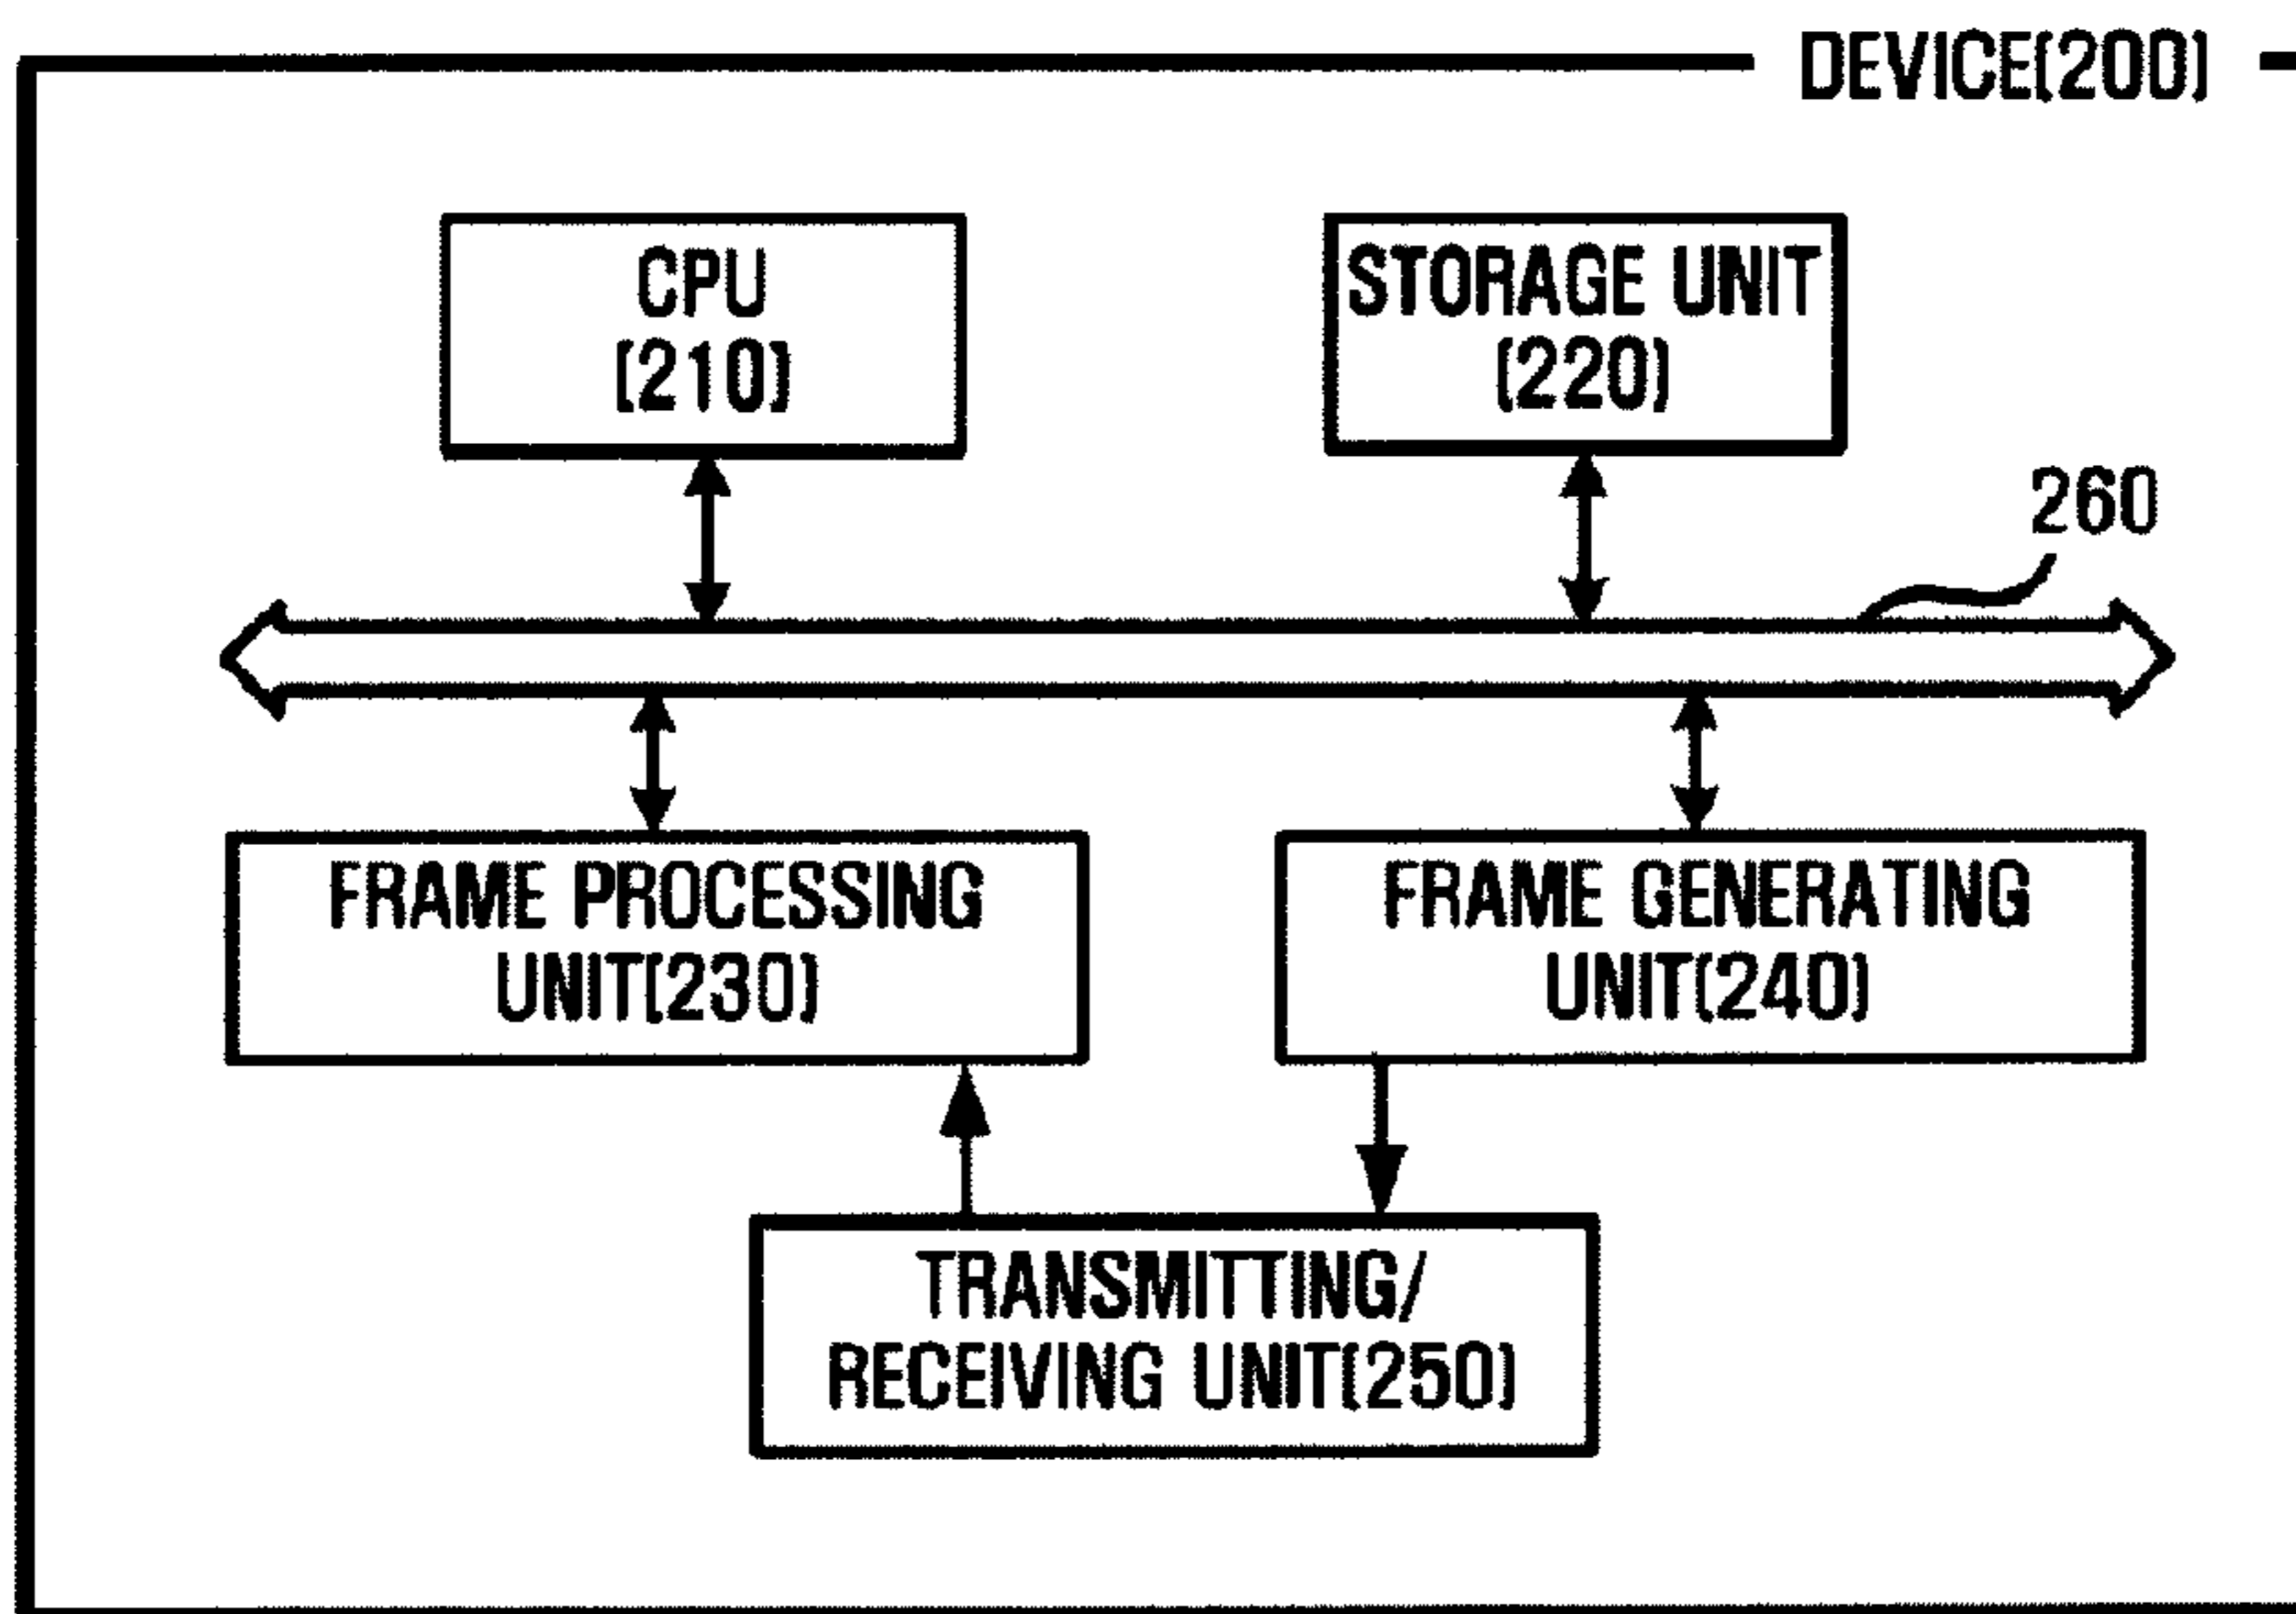 DEVICE(200)
CPU
(210)
STORAGE UNIT
(220)
260
FRAME PROCESSING
UNIT(230)
FRAME GENERATING
UNIT(240)
TRANSMITTING/
RECEIVING UNIT(250)